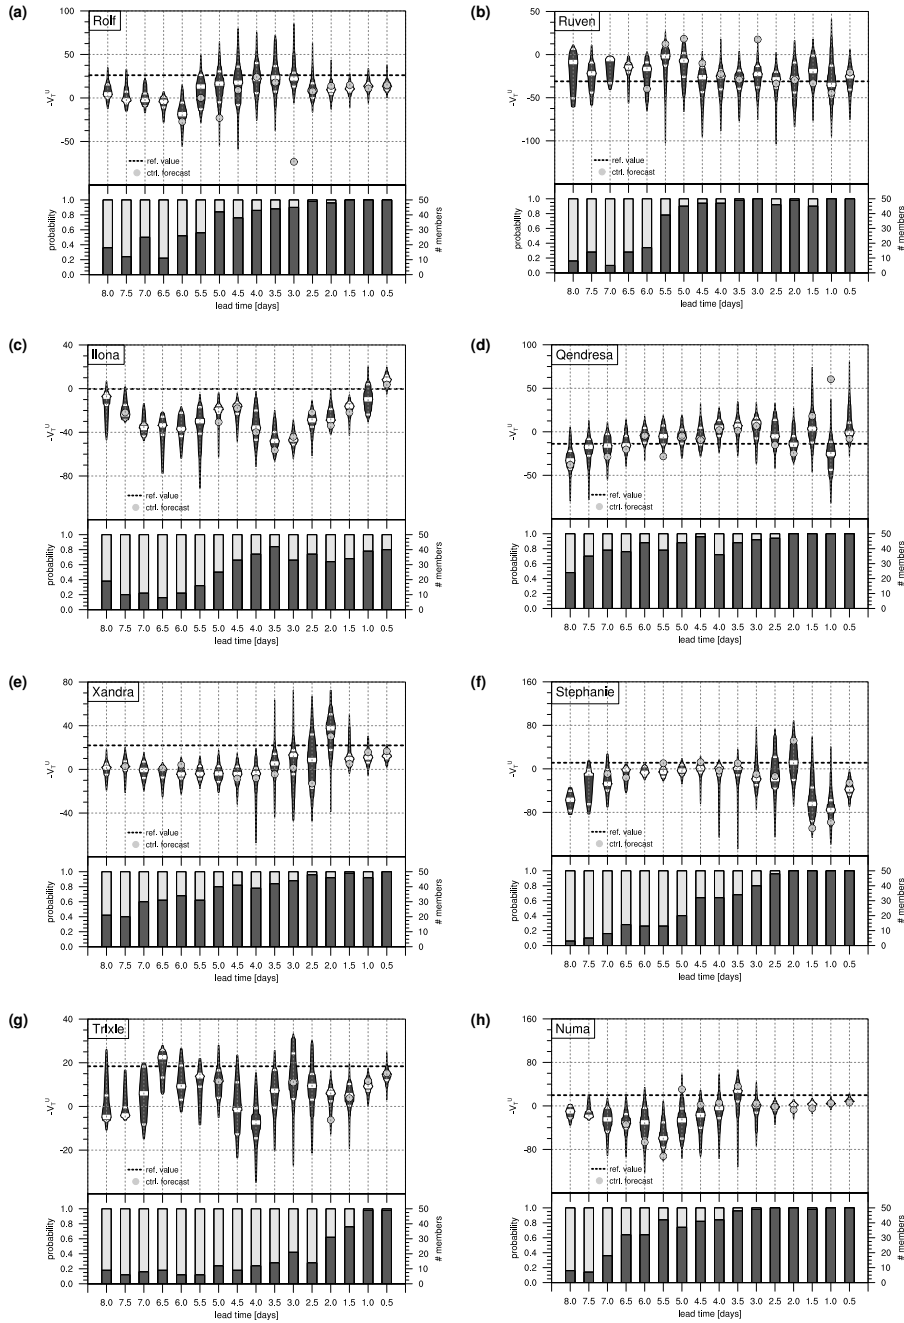 (a)
Rolf
100
50
0
-50
-V_T^U
ref. value
ctrl. forecast
1.0
0.8
0.6
0.4
0.2
0.0
probability
50
40
30
20
10
0
# members
8.0 7.5 7.0 6.5 6.0 5.5 5.0 4.5 4.0 3.5 3.0 2.5 2.0 1.5 1.0 0.5
lead time [days]
(b)
Ruven
50
0
-50
-100
-V_T^U
ref. value
ctrl. forecast
1.0
0.8
0.6
0.4
0.2
0.0
probability
50
40
30
20
10
0
# members
8.0 7.5 7.0 6.5 6.0 5.5 5.0 4.5 4.0 3.5 3.0 2.5 2.0 1.5 1.0 0.5
lead time [days]
(c)
Ilona
40
0
-40
-80
-V_T^U
ref. value
ctrl. forecast
1.0
0.8
0.6
0.4
0.2
0.0
probability
50
40
30
20
10
0
# members
8.0 7.5 7.0 6.5 6.0 5.5 5.0 4.5 4.0 3.5 3.0 2.5 2.0 1.5 1.0 0.5
lead time [days]
(d)
Qendresa
100
50
0
-50
-V_T^U
ref. value
ctrl. forecast
1.0
0.8
0.6
0.4
0.2
0.0
probability
50
40
30
20
10
0
# members
8.0 7.5 7.0 6.5 6.0 5.5 5.0 4.5 4.0 3.5 3.0 2.5 2.0 1.5 1.0 0.5
lead time [days]
(e)
Xandra
80
40
0
-40
-V_T^U
ref. value
ctrl. forecast
1.0
0.8
0.6
0.4
0.2
0.0
probability
50
40
30
20
10
0
# members
8.0 7.5 7.0 6.5 6.0 5.5 5.0 4.5 4.0 3.5 3.0 2.5 2.0 1.5 1.0 0.5
lead time [days]
(f)
Stephanie
160
80
0
-80
-V_T^U
ref. value
ctrl. forecast
1.0
0.8
0.6
0.4
0.2
0.0
probability
50
40
30
20
10
0
# members
8.0 7.5 7.0 6.5 6.0 5.5 5.0 4.5 4.0 3.5 3.0 2.5 2.0 1.5 1.0 0.5
lead time [days]
(g)
Trixie
40
20
0
-20
-V_T^U
ref. value
ctrl. forecast
1.0
0.8
0.6
0.4
0.2
0.0
probability
50
40
30
20
10
0
# members
8.0 7.5 7.0 6.5 6.0 5.5 5.0 4.5 4.0 3.5 3.0 2.5 2.0 1.5 1.0 0.5
lead time [days]
(h)
Numa
160
80
0
-80
-V_T^U
ref. value
ctrl. forecast
1.0
0.8
0.6
0.4
0.2
0.0
probability
50
40
30
20
10
0
# members
8.0 7.5 7.0 6.5 6.0 5.5 5.0 4.5 4.0 3.5 3.0 2.5 2.0 1.5 1.0 0.5
lead time [days]